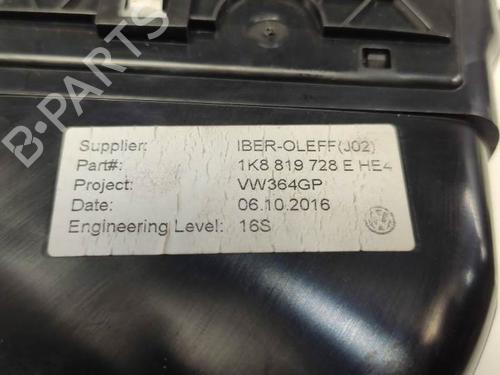 Supplier: IBER-OLEFF(J02)
Part#: 1K8 819 728 E HE4
Project: VW364GP
Date: 06.10.2016
Engineering Level: 16S
B-PARTS